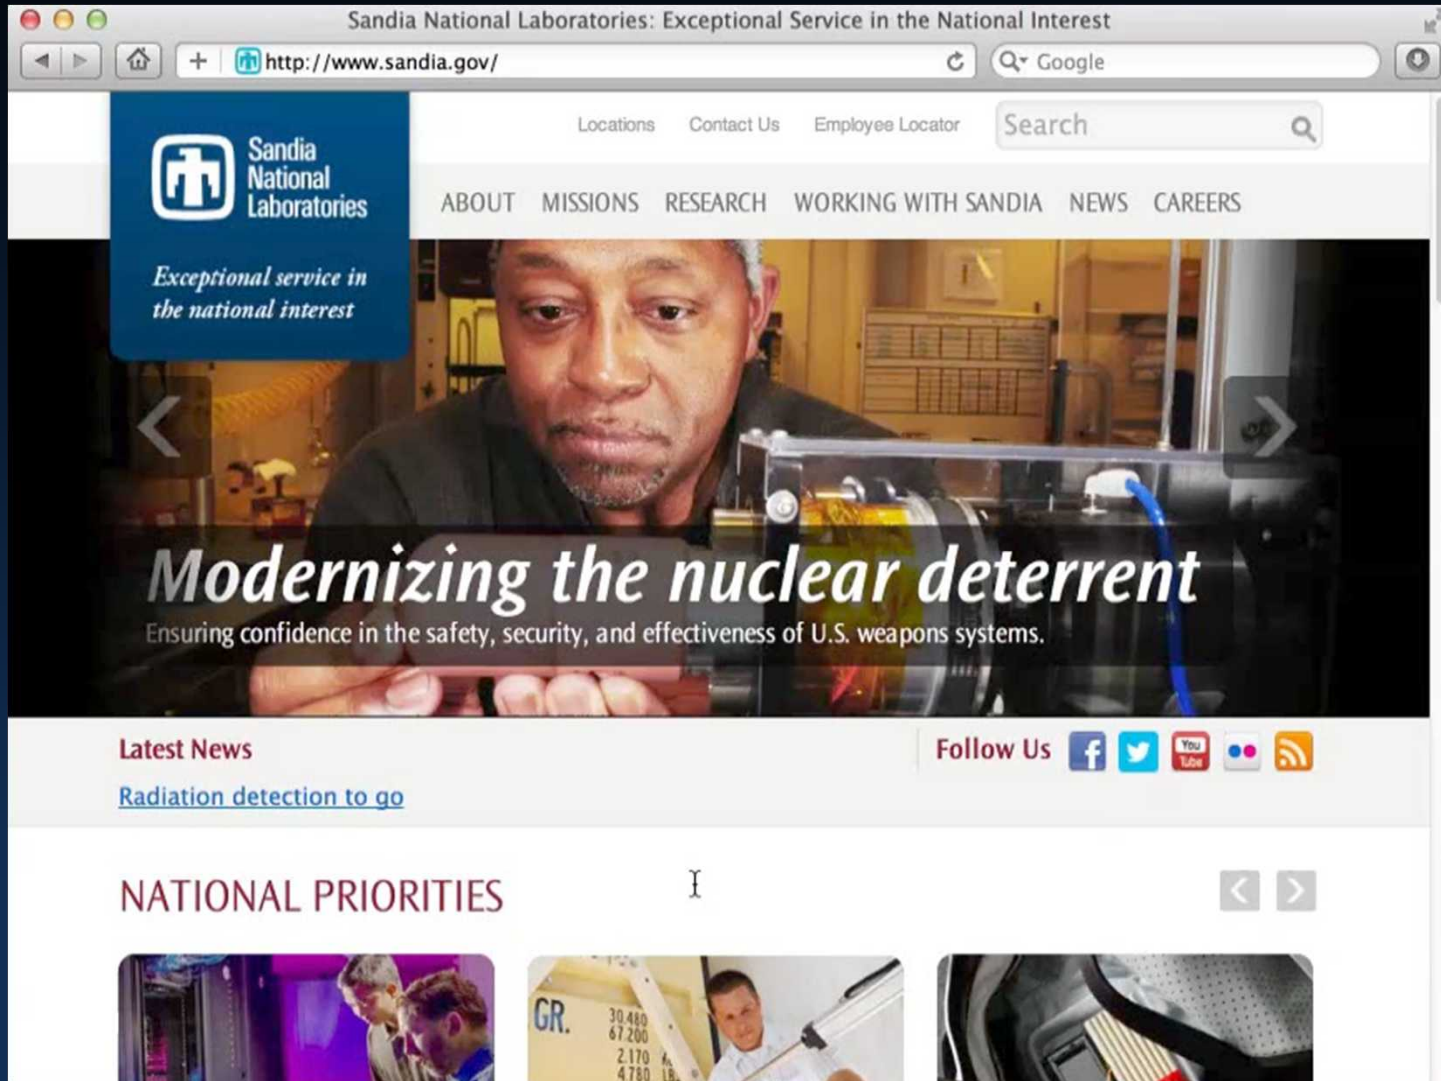 Sandia National Laboratories: Exceptional Service in the National Interest
http://www.sandia.gov/
Google
Locations Contact Us Employee Locator Search
Sandia
National
Laboratories
ABOUT MISSIONS RESEARCH WORKING WITH SANDIA NEWS CAREERS
Exceptional service in
the national interest
Modernizing the nuclear deterrent
Ensuring confidence in the safety, security, and effectiveness of U.S. weapons systems.
Latest News
Follow Us
You
Tube
Radiation detection to go
NATIONAL PRIORITIES
GR.
30.480
67.200
2.170
4.780 LB.